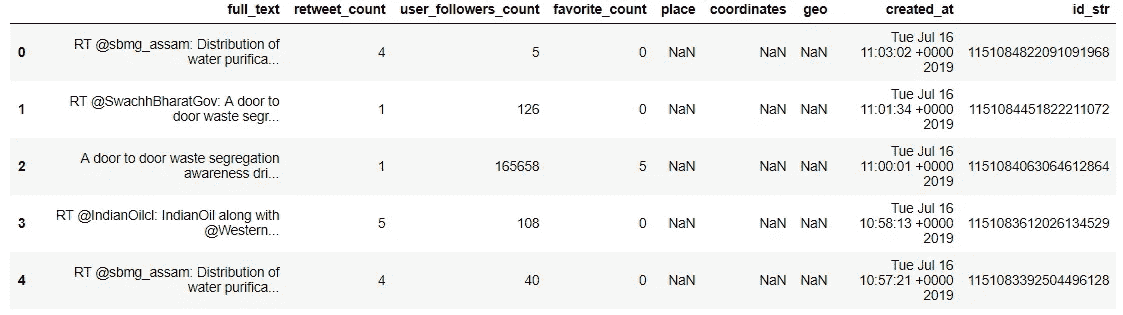 full_text retweet_count user_followers_count favorite_count place coordinates geo created_at id_str
0 RT @sbmg_assam: Distribution of water purifica... 4 5 0 NaN NaN NaN Tue Jul 16 11:03:02 +0000 2019 1151084822091091968
1 RT @SwachhBharatGov: A door to door waste segr... 1 126 0 NaN NaN NaN Tue Jul 16 11:01:34 +0000 2019 1151084451822211072
2 A door to door waste segregation awareness dri... 1 165658 5 NaN NaN NaN Tue Jul 16 11:00:01 +0000 2019 1151084063064612864
3 RT @IndianOilcl: IndianOil along with @Western... 5 108 0 NaN NaN NaN Tue Jul 16 10:58:13 +0000 2019 1151083612026134529
4 RT @sbmg_assam: Distribution of water purifica... 4 40 0 NaN NaN NaN Tue Jul 16 10:57:21 +0000 2019 1151083392504496128